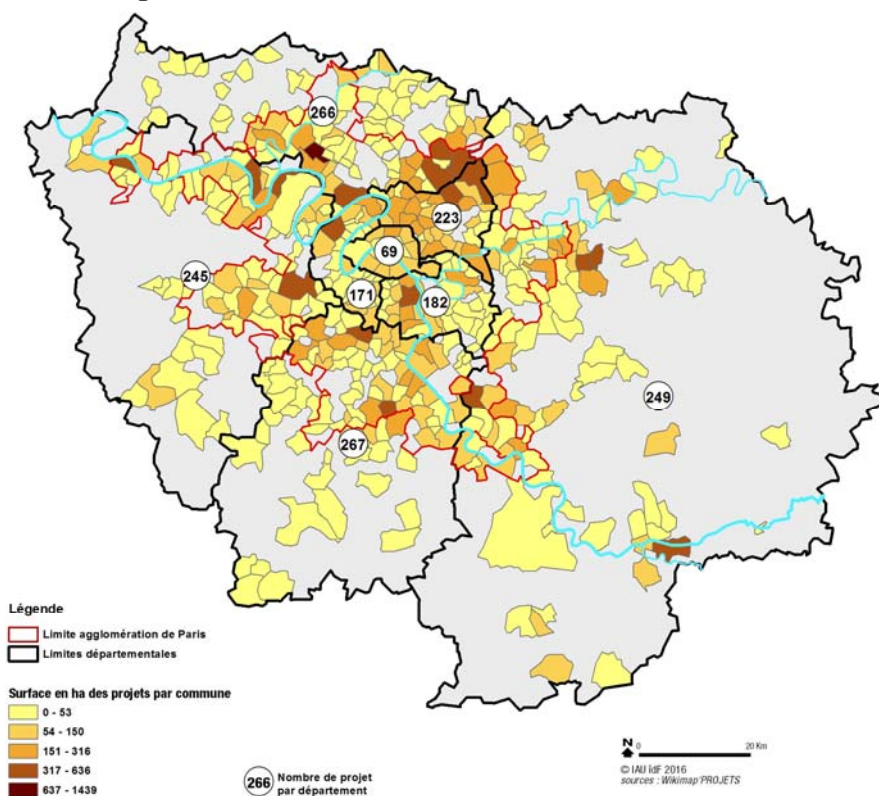 266
223
69
245
171
182
249
267
Légende
Limite agglomération de Paris
Limites départementales
Surface en ha des projets par commune
0 - 53
54 - 150
151 - 316
317 - 636
637 - 1439
266
Nombre de projet
par département
N
0 20 Km
© IAU îdF 2016
sources : Wikimap'PROJETS